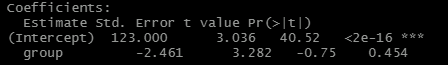 Coefficients:
Estimate Std. Error t value Pr(>|t|)
(Intercept) 123.000 3.036 40.52 <2e-16 ***
group -2.461 3.282 -0.75 0.454